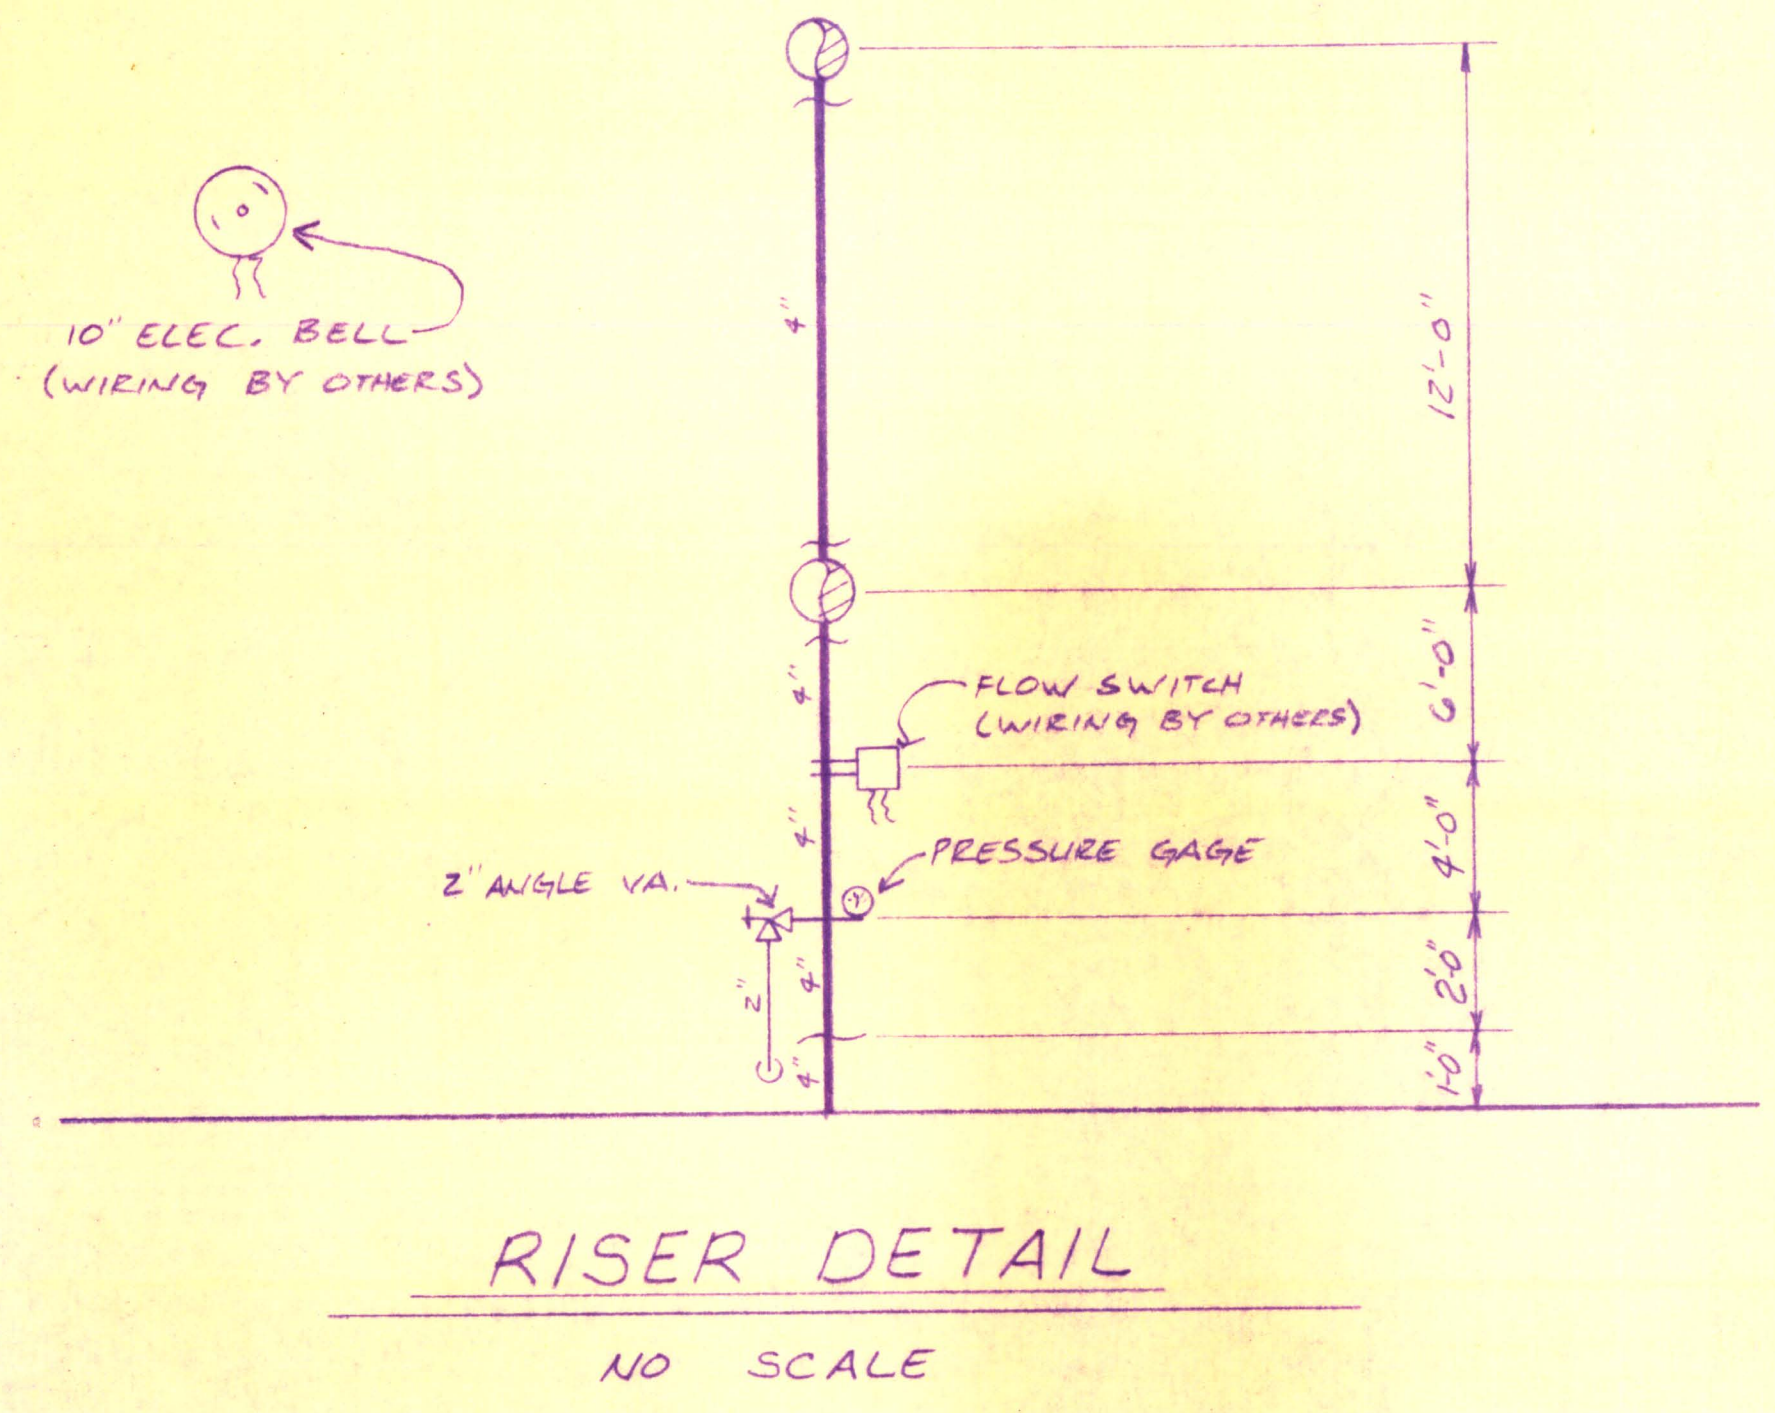 10" ELEC. BELL
(WIRING BY OTHERS)
4"
12'-0"
4"
6'-0"
FLOW SWITCH
(WIRING BY OTHERS)
4"
4'-0"
PRESSURE GAGE
2" ANGLE VA.
2"
4"
2'-0"
4"
1'-0"
RISER DETAIL
NO SCALE